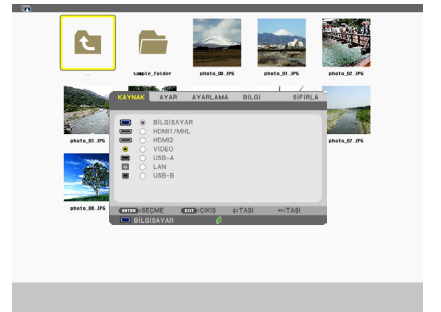 ..
sample_folder
photo_00.JPG
photo_01.JPG
photo_02.JPG
photo_03.JPG
photo_07.JPG
photo_08.JPG
KAYNAK AYAR AYARLAMA BİLGİ SIFIRLA
BİLGİSAYAR
HDMI1/MHL
HDMI2
VİDEO
USB-A
LAN
USB-B
ENTER :SEÇME EXIT :ÇIKIŞ ↕:TAŞI ↔:TAŞI
BİLGİSAYAR